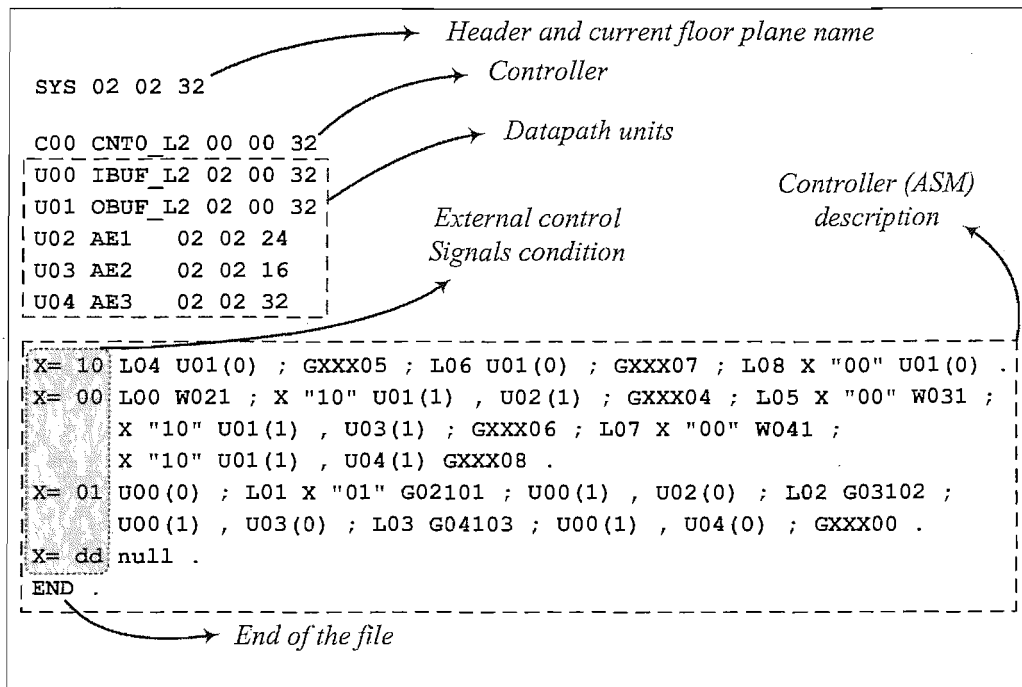 Header and current floor plane name
SYS 02 02 32
Controller
C00 CNT0_L2 00 00 32
Datapath units
U00 IBUF_L2 02 00 32
U01 OBUF_L2 02 00 32
U02 AE1 02 02 24
U03 AE2 02 02 16
U04 AE3 02 02 32
External control
Signals condition
Controller (ASM)
description
X= 10 L04 U01(0) ; GXXX05 ; L06 U01(0) ; GXXX07 ; L08 X "00" U01(0) .
X= 00 L00 W021 ; X "10" U01(1) , U02(1) ; GXXX04 ; L05 X "00" W031 ;
X "10" U01(1) , U03(1) ; GXXX06 ; L07 X "00" W041 ;
X "10" U01(1) , U04(1) GXXX08 .
X= 01 U00(0) ; L01 X "01" G02101 ; U00(1) , U02(0) ; L02 G03102 ;
U00(1) , U03(0) ; L03 G04103 ; U00(1) , U04(0) ; GXXX00 .
X= dd null .
END .
End of the file